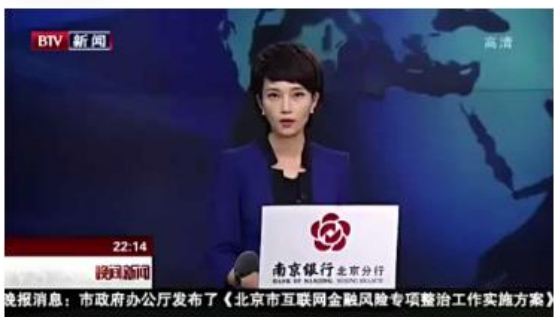 BTV 新闻
高清
22:14
晚间新闻
南京银行 北京分行
BANK OF NANJING BEIJING BRANCH
晚报消息：市政府办公厅发布了《北京市互联网金融风险专项整治工作实施方案》